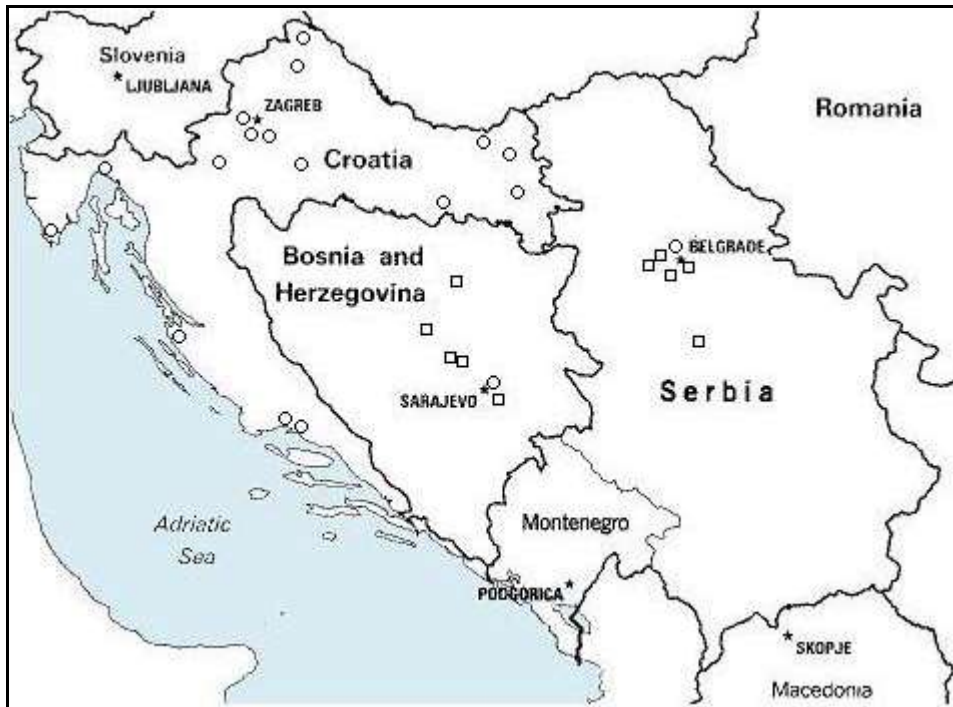 Slovenia
LJUBLJANA
ZAGREB
Romania
Croatia
BELGRADE
Bosnia and
Herzegovina
Serbia
SARAJEVO
Adriatic
Sea
Montenegro
PODGORICA
SKOPJE
Macedonia